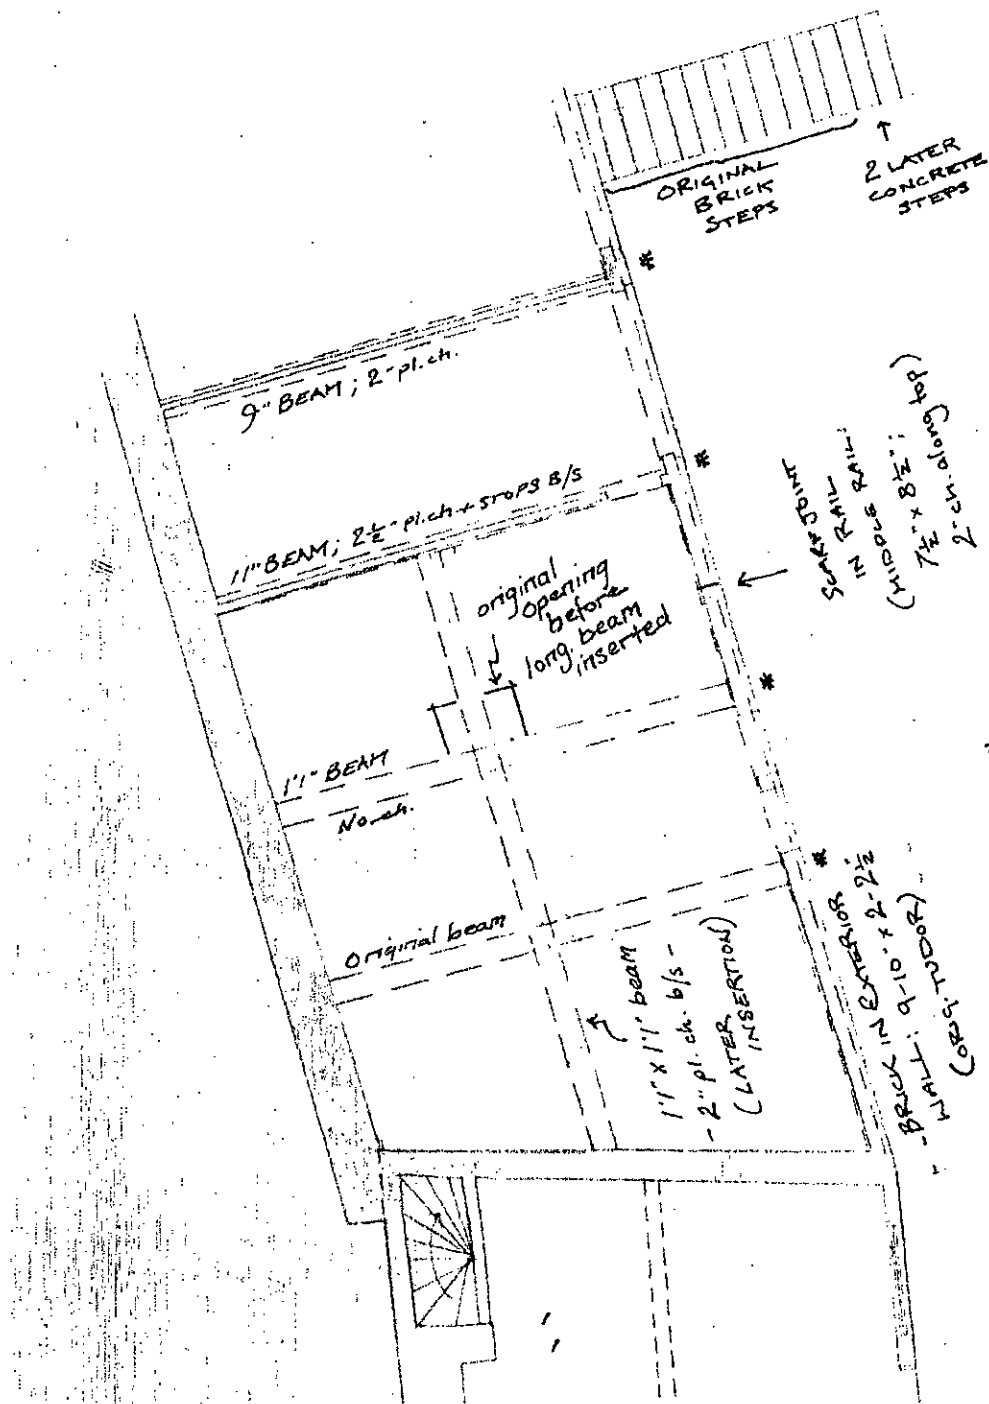 ORIGINAL
BRICK
STEPS
2 LATER
CONCRETE
STEPS
*
9" BEAM; 2" pl.ch.
*
11" BEAM; 2½" pl.ch + STOPS B/S
SCARF JOINT
IN RAIL:
(MIDDLE RAIL:
7½" x 8½";
2" ch. along top.)
original
opening
before
long. beam
inserted
*
1'1" BEAM
No ch.
*
Original beam
1'1" x 1'1" beam
- 2" pl. ch. b/s -
(LATER
INSERTION)
- BRICK IN EXTERIOR
WALL: 9-10" x 2-2½"
(ORIG. TUDOR) -